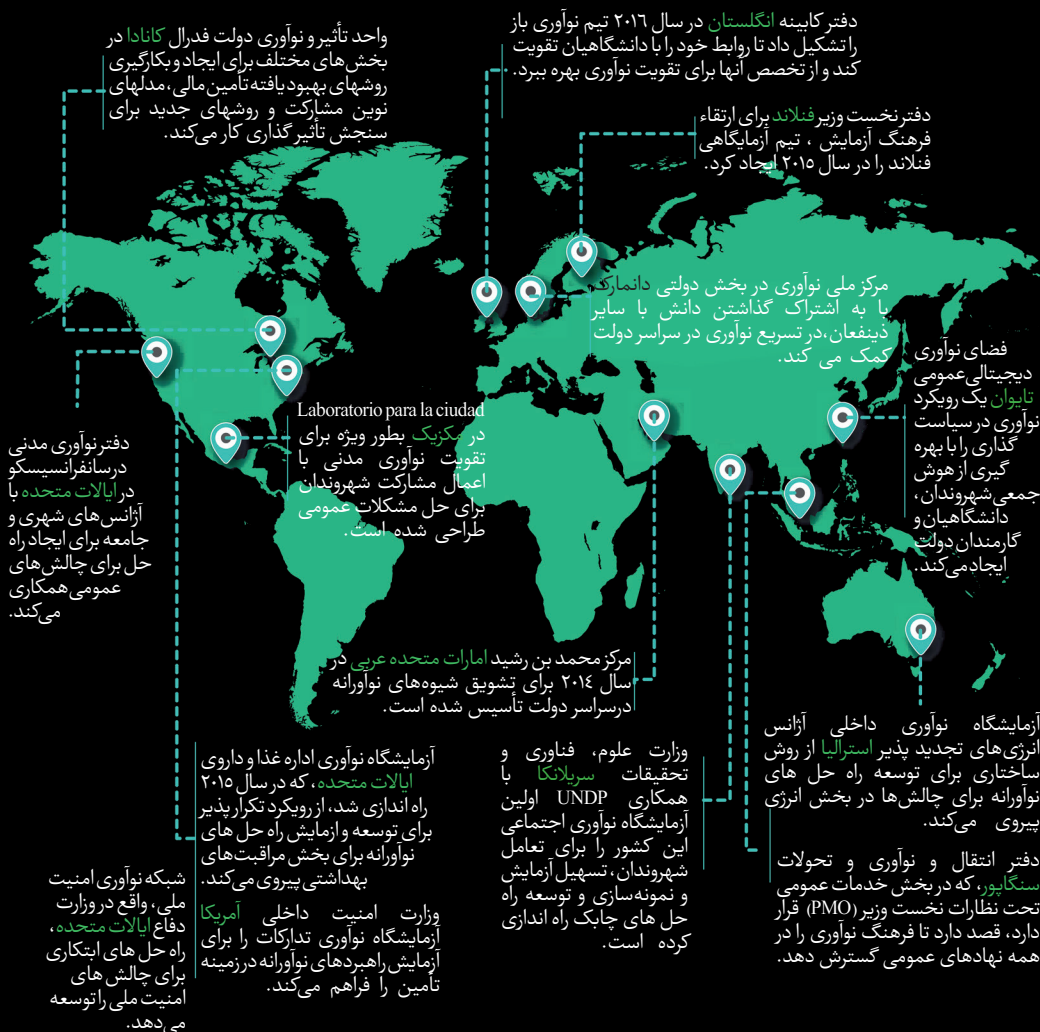 دفتر کابینه انگلستان در سال ۲۰۱٦ تیم نوآوری باز
را تشکیل داد تا روابط خود را با دانشگاهیان تقویت
کند و از تخصص آنها برای تقویت نوآوری بهره ببرد.
واحد تأثیر و نوآوری دولت فدرال کانادا در
بخش‌های مختلف برای ایجاد و بکارگیری
روشهای بهبود یافته تأمین مالی، مدلهای
نوین مشارکت و روشهای جدید برای
سنجش تأثیر گذاری کار می‌کند.
دفتر نخست وزیر فنلاند برای ارتقاء
فرهنگ آزمایش ، تیم آزمایگاهی
فنلاند را در سال ۲۰۱٥ ایجاد کرد.
مرکز ملی نوآوری در بخش دولتی دانمارک
با به اشتراک گذاشتن دانش با سایر
ذینفعان،در تسریع نوآوری در سراسر دولت
کمک می کند.
فضای نوآوری
دیجیتالی عمومی
تایوان یک رویکرد
نوآوری در سیاست
گذاری را با بهره
گیری از هوش
جمعی شهروندان،
دانشگاهیان و
کارمندان دولت
ایجاد می‌کند.
Laboratorio para la ciudad
در مکزیک بطور ویژه برای
تقویت نوآوری مدنی با
اعمال مشارکت شهروندان
برای حل مشکلات عمومی
طراحی شده است.
دفتر نوآوری مدنی
در سانفرانسیسکو
در ایالات متحده با
آژانس‌های شهری و
جامعه برای ایجاد راه
حل برای چالش‌های
عمومی همکاری
می‌کند.
مرکز محمد بن رشید امارات متحده عربی در
سال ۲۰۱٤ برای تشویق شیوه‌های نوآورانه
درسراسر دولت تأسیس شده است.
آزمایشگاه نوآوری داخلی آژانس
انرژی‌های تجدید پذیر استرالیا از روش
ساختاری برای توسعه راه حل های
نوآورانه برای چالش‌ها در بخش انرژی
پیروی می‌کند.
وزارت علوم، فناوری و
تحقیقات سریلانکا با
همکاری UNDP اولین
آزمایشگاه نوآوری اجتماعی
این کشور را برای تعامل
شهروندان، تسهیل آزمایش
و نمونه‌سازی و توسعه راه
حل های چابک راه اندازی
کرده است.
آزمایشگاه نوآوری اداره غذا و داروی
ایالات متحده، که در سال ۲۰۱٥
راه اندازی شد، از رویکرد تکرار پذیر
برای توسعه و ازمایش راه حل های
نوآورانه برای بخش مراقبت‌های
بهداشتی پیروی می‌کند.
دفتر انتقال و نوآوری و تحولات
سنگاپور، که در بخش خدمات عمومی
تحت نظارات نخست وزیر (PMO) قرار
دارد، قصد دارد تا فرهنگ نوآوری را در
همه نهادهای عمومی گسترش دهد.
وزارت امنیت داخلی آمریکا
آزمایشگاه نوآوری تدارکات را برای
آزمایش راهبردهای نوآورانه در زمینه
تأمین را فراهم می‌کند.
شبکه نوآوری امنیت
ملی، واقع در وزارت
دفاع ایالات متحده،
راه حل های ابتکاری
برای چالش های
امنیت ملی را توسعه
می‌دهد.